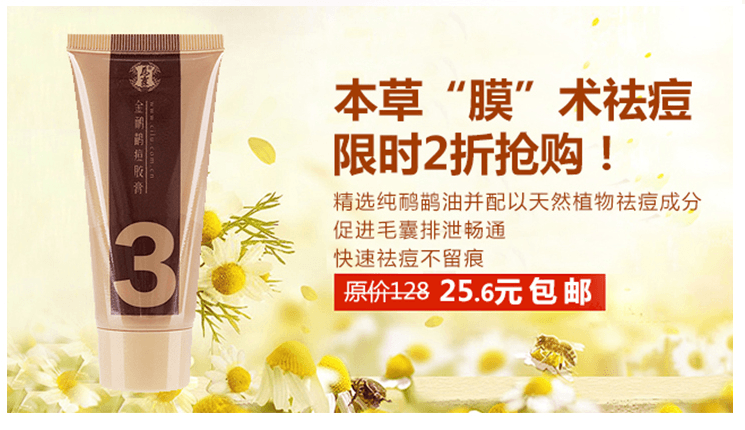 本草“膜”术祛痘
限时2折抢购！
精选纯鸸鹋油并配以天然植物祛痘成分
促进毛囊排泄畅通
快速祛痘不留痕
原价128 25.6元 包邮
3